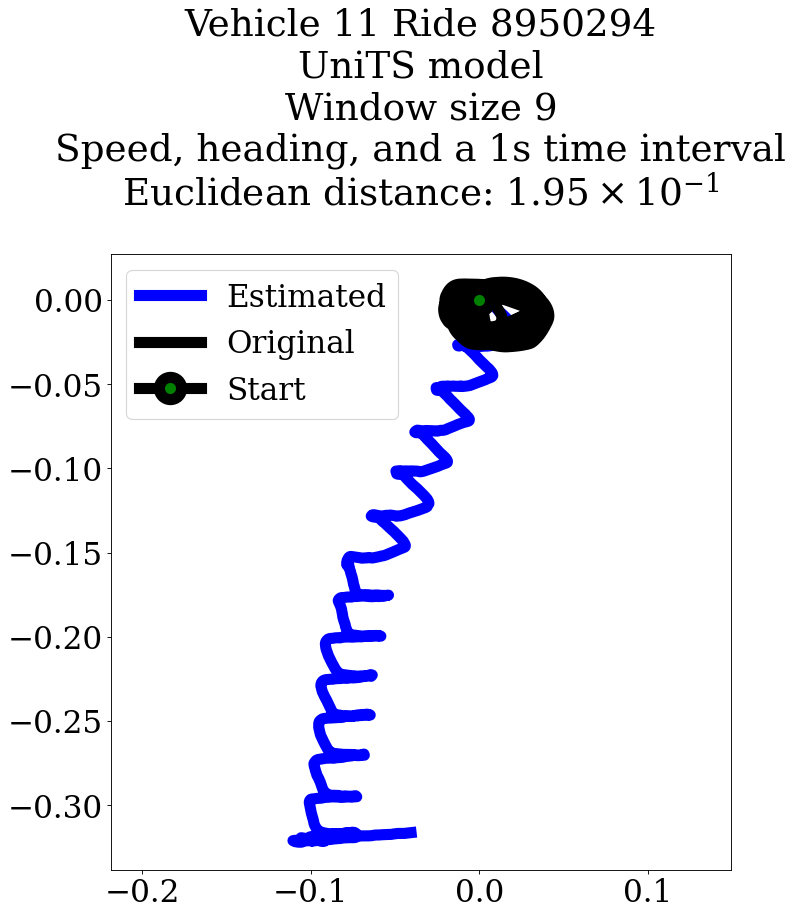 Vehicle 11 Ride 8950294
UniTS model
Window size 9
Speed, heading, and a 1s time interval
Euclidean distance: 1.95 × 10⁻¹
Estimated
Original
Start
0.00
−0.05
−0.10
−0.15
−0.20
−0.25
−0.30
−0.2
−0.1
0.0
0.1